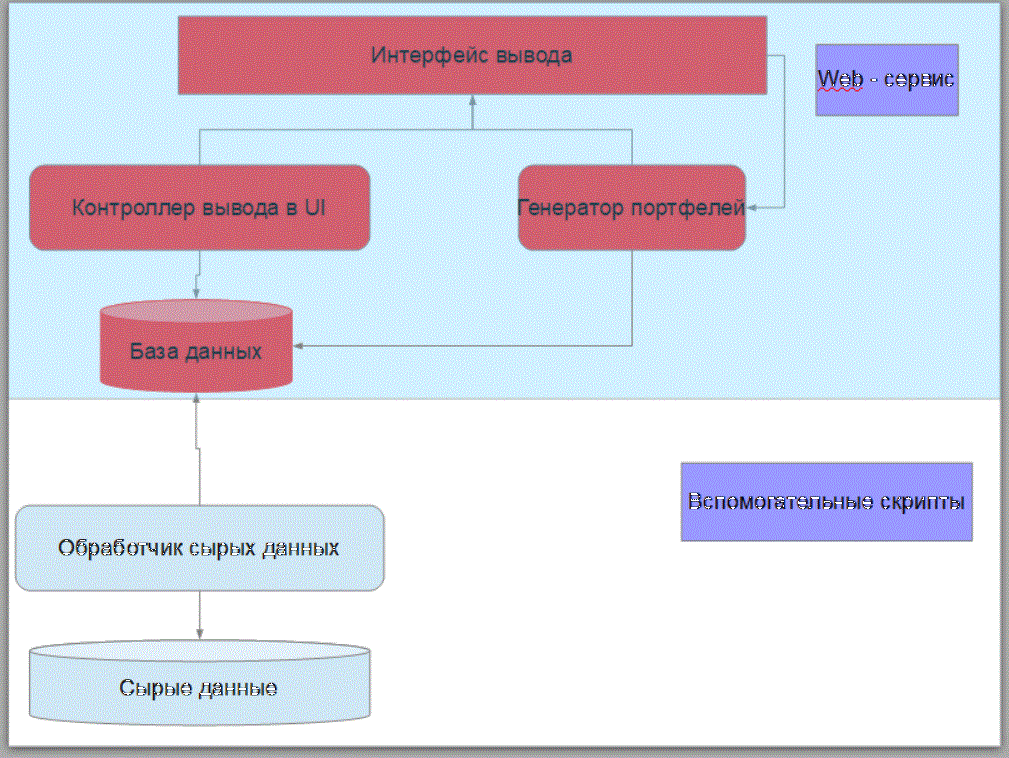 Интерфейс вывода
Web - сервис
Контроллер вывода в UI
Генератор портфелей
База данных
Вспомогательные скрипты
Обработчик сырых данных
Сырые данные